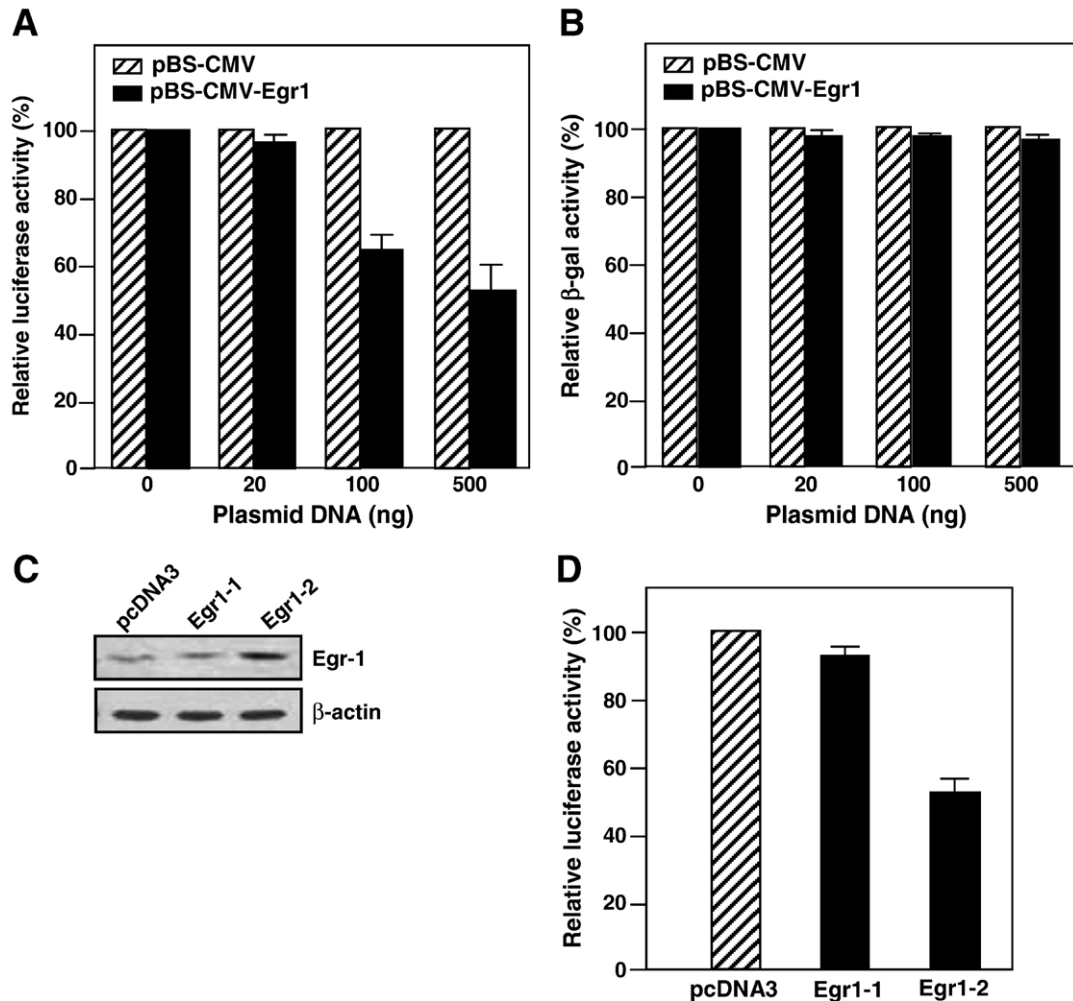 A
pBS-CMV
pBS-CMV-Egr1
Relative luciferase activity (%)
100
80
60
40
20
0
0 20 100 500
Plasmid DNA (ng)
B
pBS-CMV
pBS-CMV-Egr1
Relative β-gal activity (%)
100
80
60
40
20
0
0 20 100 500
Plasmid DNA (ng)
C
pcDNA3 Egr1-1 Egr1-2
Egr-1
β-actin
D
Relative luciferase activity (%)
100
80
60
40
20
0
pcDNA3 Egr1-1 Egr1-2